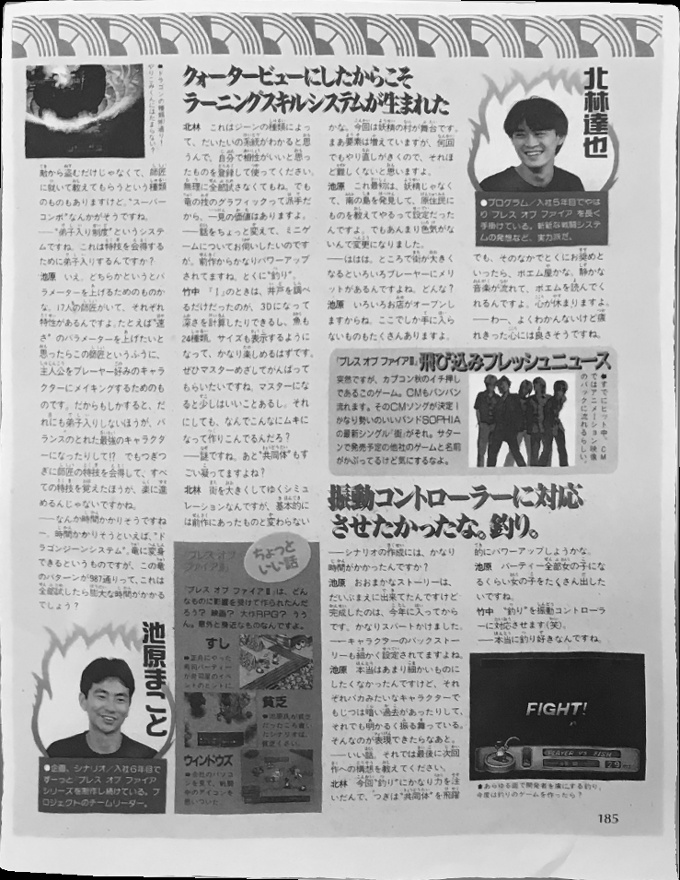 クォータービューにしたからこそ
ラーニングスキルシステムが生まれた
北林達也
●プログラム/入社5年目でやは
り ブレス オブ ファイア を長く
手掛けている。斬新な戦闘システ
ムの発想など、実力派だ。
●ドラゴンの種類が987通り!
敵から盗むだけじゃなくて、師匠
に就いて教えてもらうという種類
のものもありますけど。"スーパー
コンボ"なんかがそうですね。
——"弟子入り制度"というシステ
ムですね。これは特技を会得する
ために弟子入りするんですか?
池原 いえ、どちらかというとパ
ラメーターを上げるためのものか
な。17人の師匠がいて、それぞれ
特性があるんです。たとえば"速
さ"のパラメーターを上げたいと
思ったらこの師匠というふうに、
主人公をプレーヤー好みのキャラ
クターにメイキングするためのも
のです。だからもしかすると、だ
れにも弟子入りしないほうが、バ
ランスのとれた最強のキャラクタ
ーになったりして!? でもつぎつ
ぎに師匠の特技を会得して、すべ
ての特技を覚えたほうが、楽に進
めるんじゃないですかね。
——なんか時間かかりそうですね
ー。時間かかりそうといえば、"ド
ラゴンジーンシステム"。竜に変身
できるというものですが、この竜
のパターンが987通りって、これは
全部試したら膨大な時間がかかる
でしょう?
北林 これはジーンの種類によっ
て、だいたいの系統がわかると思
うんで、自分で相性がいいと思っ
たものを登録して使ってください。
無理に全部試さなくてもね。でも
竜の技のグラフィックって派手だ
から、一見の価値はありますよ。
——話をちょっと変えて、ミニゲ
ームについてお伺いしたいのです
が。前作からかなりパワーアップ
されてますね。とくに"釣り"。
竹中 『Ⅰ』のときは、井戸を調べ
るだけだったのが、3Dになって
深さを計算したりできるし、魚も
24種類。サイズも表示するように
なって、かなり楽しめるはずです。
ぜひマスターめざしてがんばって
もらいたいですね。マスターにな
ると少しはいいことあるし。それ
にしても、なんでこんなにムキに
なって作りこんでるんだろ?
——謎ですね。あと"共同体"もす
ごい凝ってますよね?
北林 街を大きくしてゆくシミュ
レーションなんですが、基本的に
は前作にあったものと変わらない
かな。今回は妖精の村が舞台です。
まあ要素は増えていますが、何回
でもやり直しがきくので、それほ
ど難しくないと思いますよ。
池原 これ最初は、妖精じゃなく
て、南の島を発見して、原住民に
ものを教えてやるって設定だった
んですよ。でもあんまり色気がな
いんで変更になりました。
——ははは。ところで街が大きく
なるといろいろプレーヤーにメリ
ットがあるんですよね。どんな?
池原 いろいろお店がオープンし
ますからね。ここでしか手に入ら
ないものもたくさんありますよ。
でも、そのなかでとくにお奨めと
いったら、ポエム屋かな。静かな
音楽が流れて、ポエムを読んでく
れるんですよ。心が休まりますよ。
——わー、よくわかんないけど疲
れきった心には良さそうですね。
『ブレス オブ ファイアⅢ』飛び込みフレッシュニュース
突然ですが、カプコン秋のイチ押し
であるこのゲーム。CMもバンバン
流れます。そのCMソングが決定!
かなり勢いのいいバンドSOPHIA
の最新シングル「街」がそれ。サター
ンで発売予定の他社のゲームと名前
がかぶってるけど気にするなよ。
●すでにヒット中。CM
ではアニメーション映像
のバックに流れるらしい。
振動コントローラーに対応
させたかったな。釣り。
——シナリオの作成には、かなり
時間がかかったんですか?
池原 おおまかなストーリーは、
だいぶまえに出来てたんですけど
完成したのは、今年に入ってから
です。かなりスパートかけました。
——キャラクターのバックストー
リーも細かく設定されてますよね。
池原 本当はあまり細かいものに
したくなかったんですけど、それ
ぞれバカみたいなキャラクターで
もじつは暗い過去があったりして、
それでも明るく振る舞っている。
そんなのが表現できたらなあと。
——いい話。それでは最後に次回
作への構想を教えてください。
北林 今回"釣り"にかなり力を注
いだんで、つぎは"共同体"を飛躍
的にパワーアップしようかな。
池原 パーティー全員女の子にな
るくらい女の子をたくさん出した
いですね。
竹中 "釣り"を振動コントローラ
ーに対応させます(笑)。
——本当に釣り好きなんですね。
『ブレス オブ
ファイアⅢ』
ちょっと
いい話
『ブレス オブ ファイアⅢ』は、どん
なものに影響を受けて作られたんだ
ろう? 映画? 大作RPG? うう
ん。意外と身近なものなんですよ。
すし
貧乏
ウインドウズ
池原まこと
●企画、シナリオ/入社6年目で
ずーっと ブレス オブ ファイア
シリーズを制作し続けている。プ
ロジェクトのチームリーダー。
FIGHT!
●あらゆる面で開発者を虜にする釣り。
今度は釣りのゲームを作ったら?
185